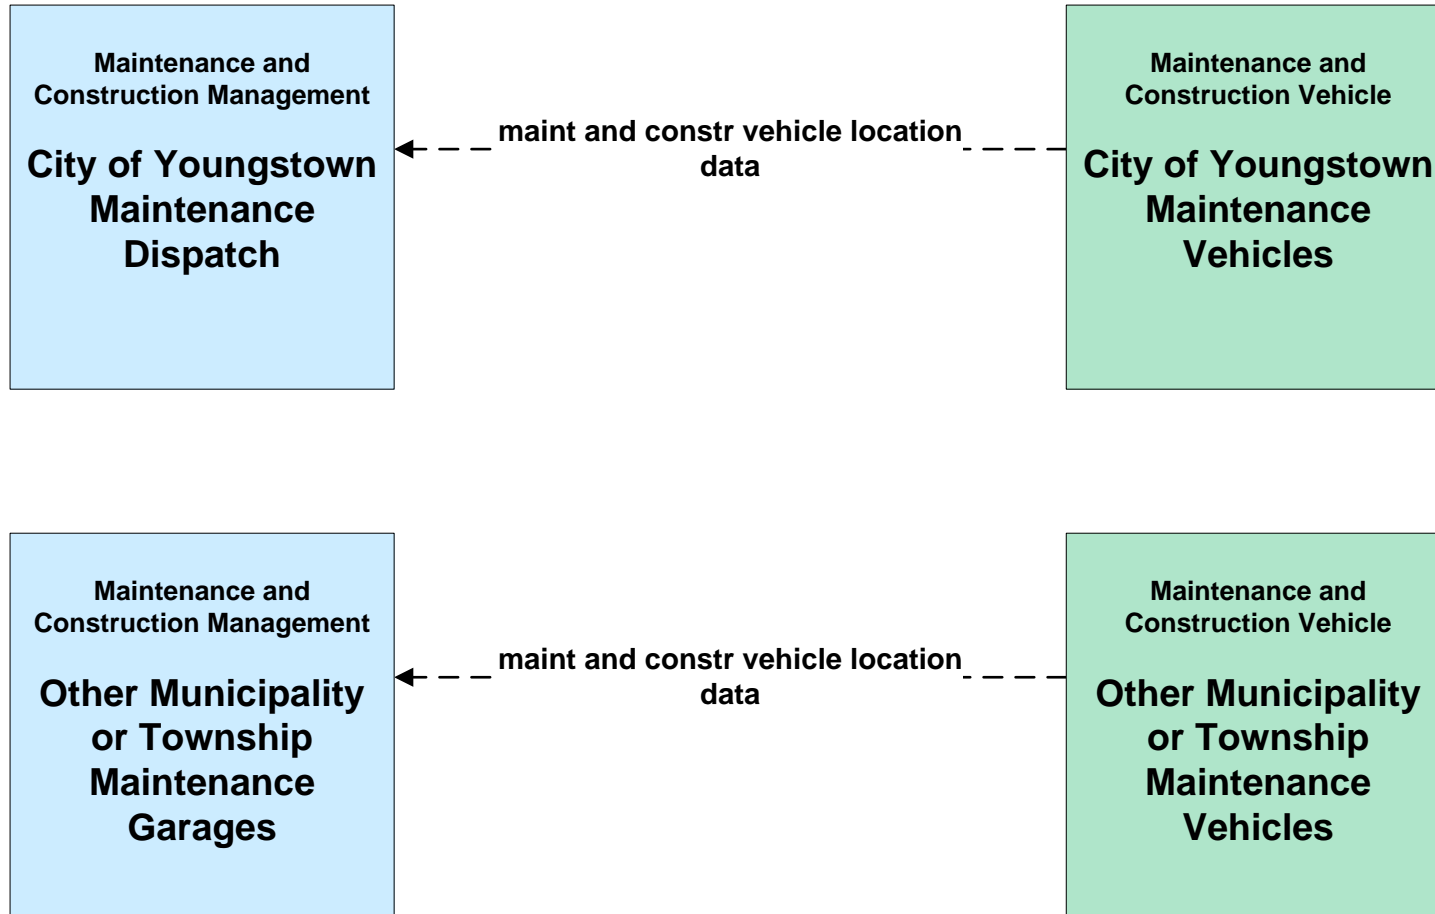 Maintenance and
Construction Management
City of Youngstown
Maintenance
Dispatch
maint and constr vehicle location
data
Maintenance and
Construction Vehicle
City of Youngstown
Maintenance
Vehicles
Maintenance and
Construction Management
Other Municipality
or Township
Maintenance
Garages
maint and constr vehicle location
data
Maintenance and
Construction Vehicle
Other Municipality
or Township
Maintenance
Vehicles